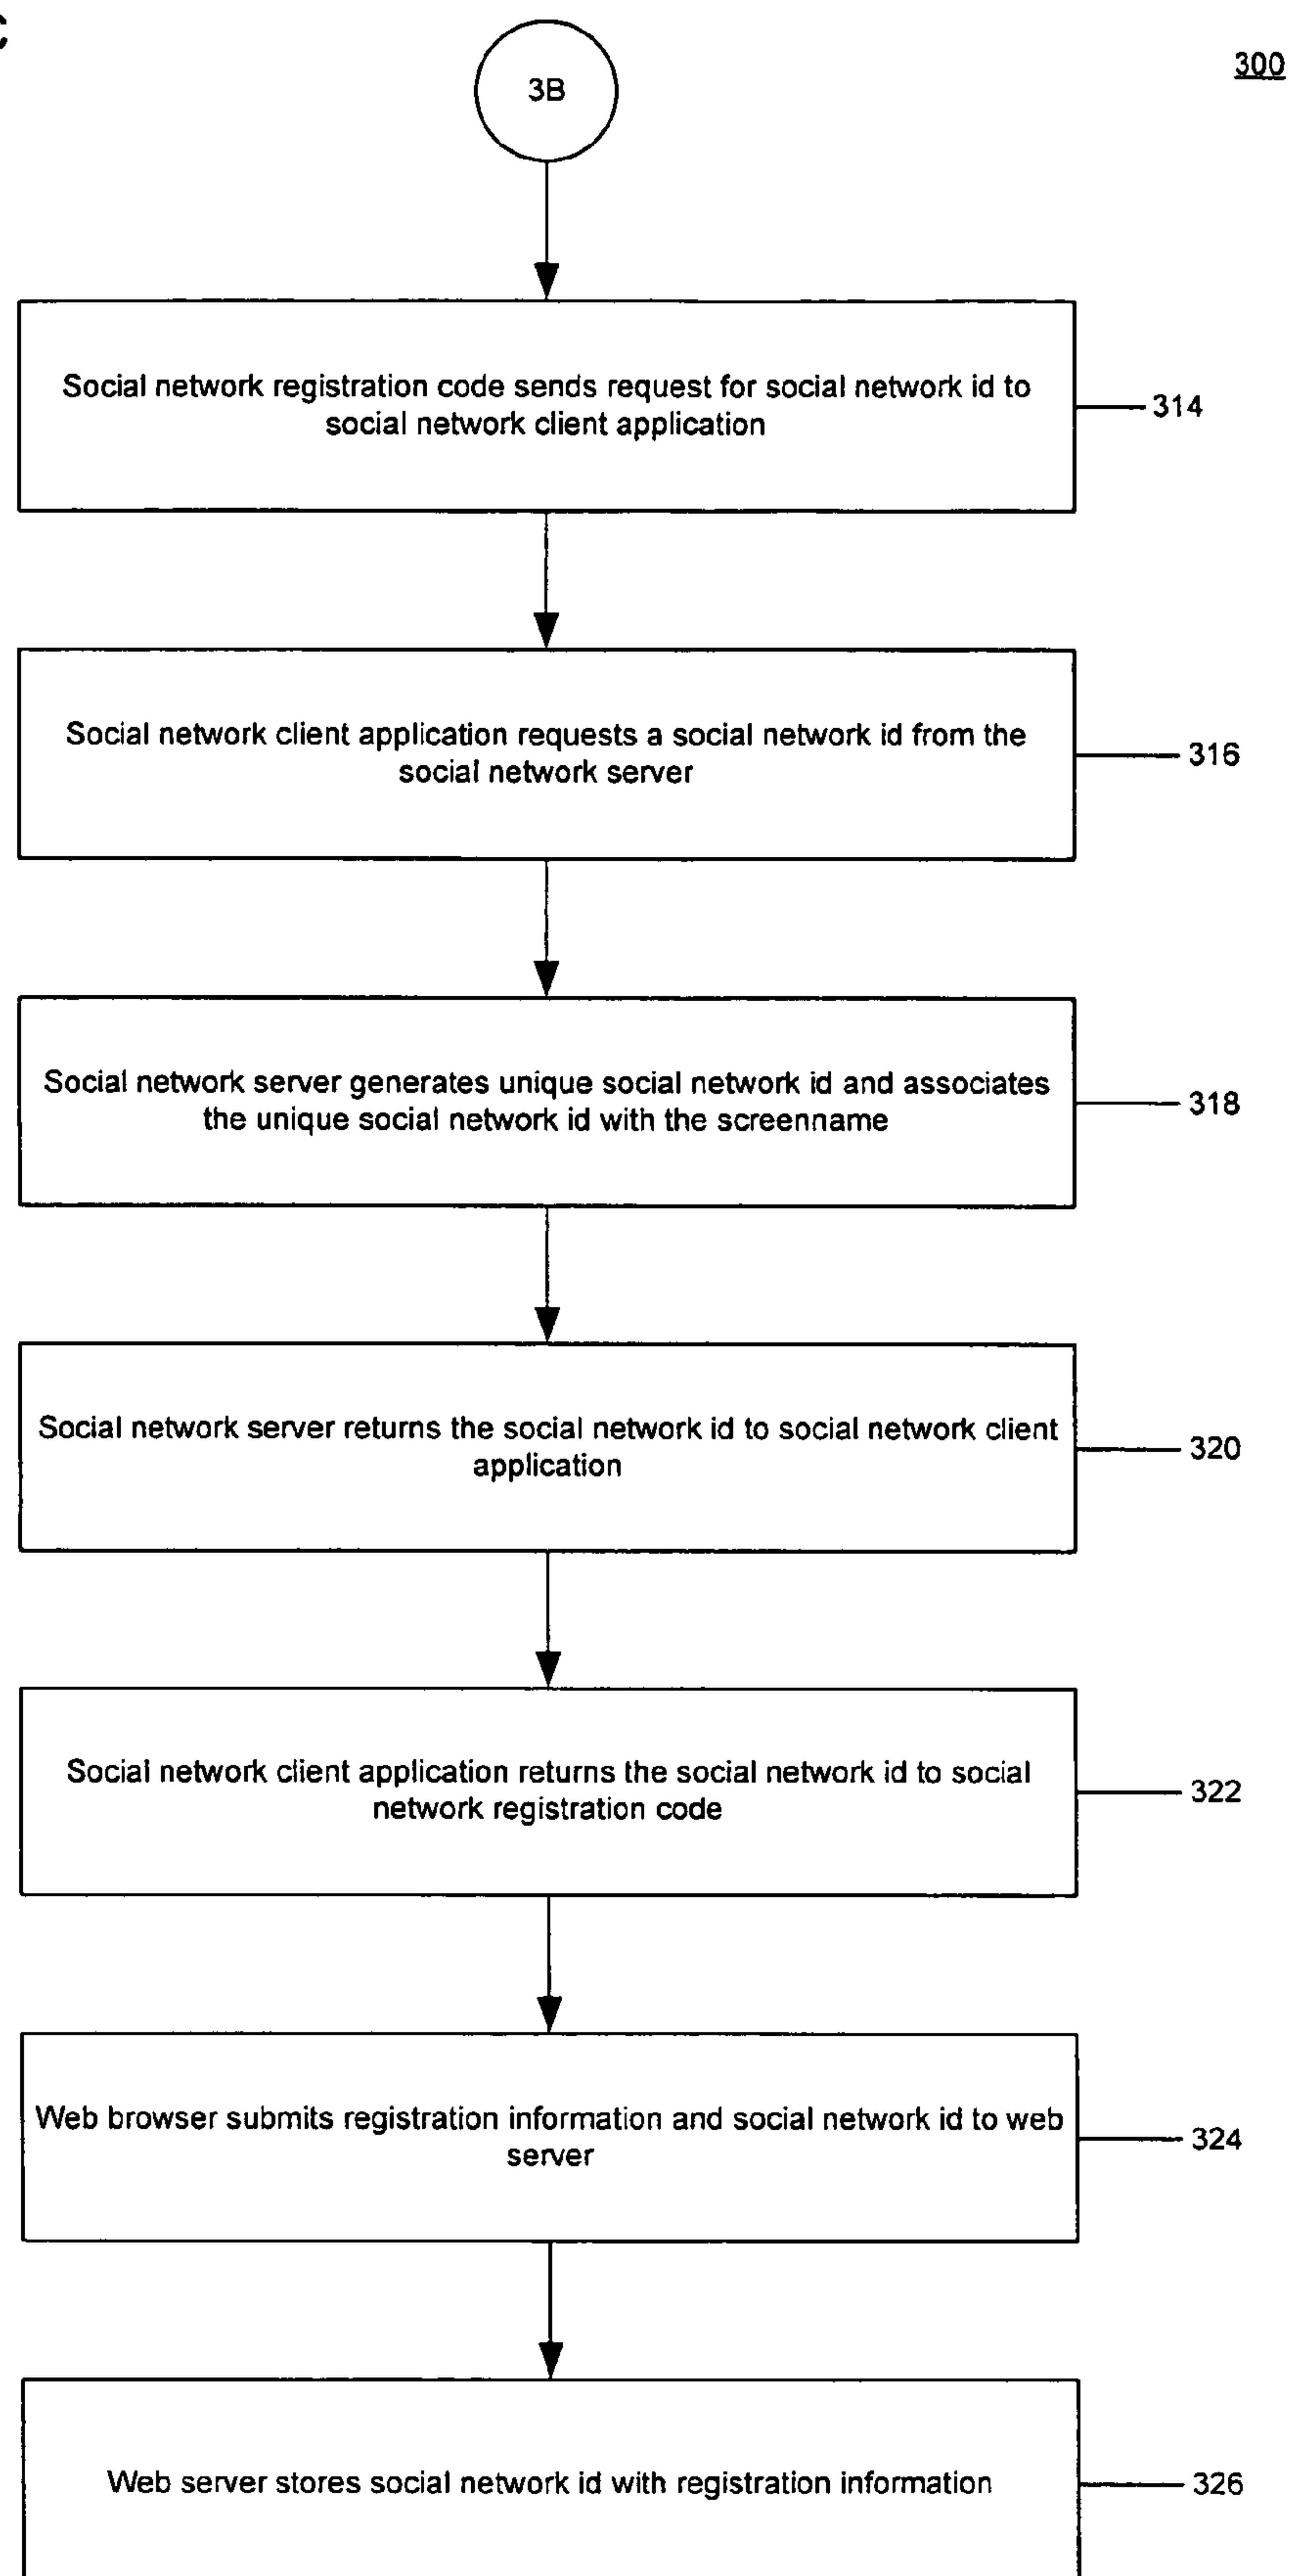 C
300
3B
Social network registration code sends request for social network id to
social network client application
314
Social network client application requests a social network id from the
social network server
316
Social network server generates unique social network id and associates
the unique social network id with the screenname
318
Social network server returns the social network id to social network client
application
320
Social network client application returns the social network id to social
network registration code
322
Web browser submits registration information and social network id to web
server
324
Web server stores social network id with registration information
326